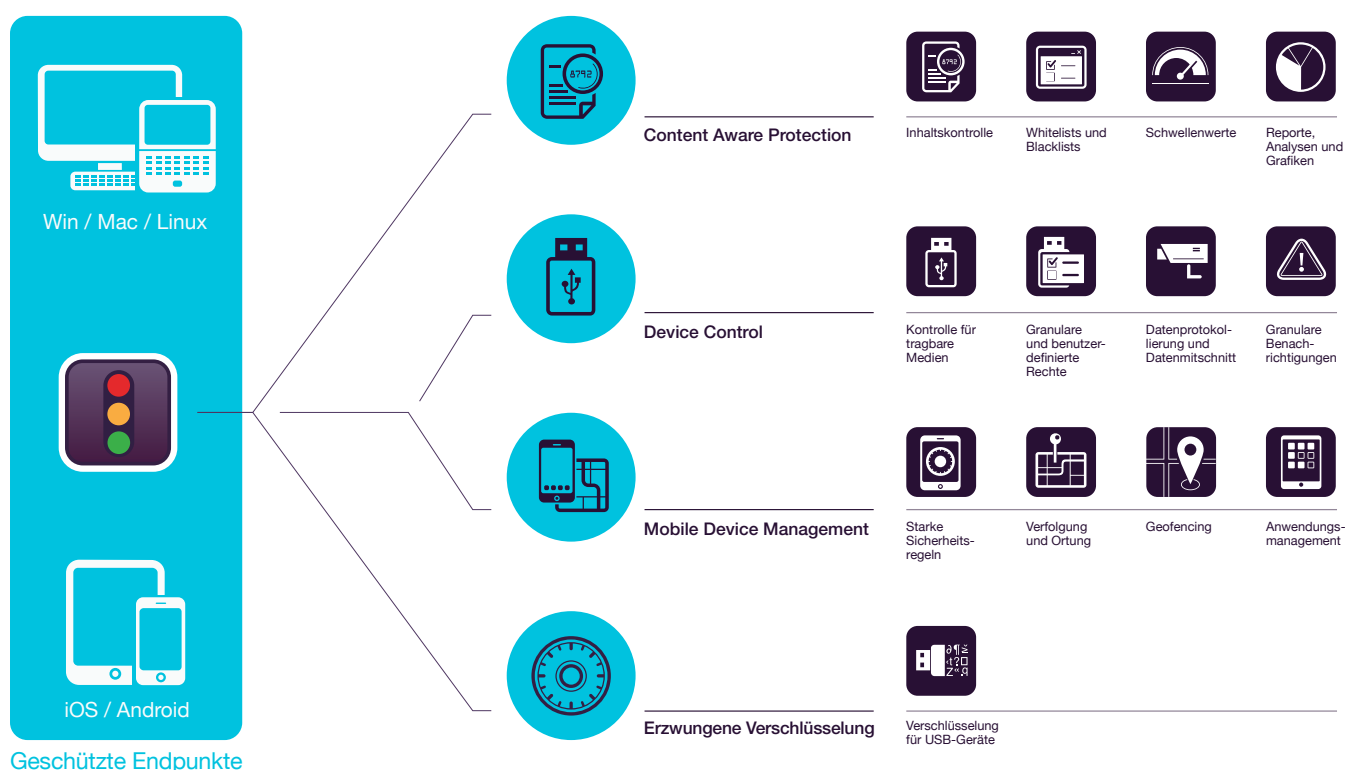 Win / Mac / Linux
iOS / Android
Geschützte Endpunkte
8792
Content Aware Protection
8792
Inhaltskontrolle
Whitelists und
Blacklists
Schwellenwerte
Reporte,
Analysen und
Grafiken
Device Control
Kontrolle für
tragbare
Medien
Granulare
und benutzer-
definierte
Rechte
Datenprotokol-
lierung und
Datenmitschnitt
Granulare
Benach-
richtigungen
Mobile Device Management
Starke
Sicherheits-
regeln
Verfolgung
und Ortung
Geofencing
Anwendungs-
management
Erzwungene Verschlüsselung
Verschlüsselung
für USB-Geräte